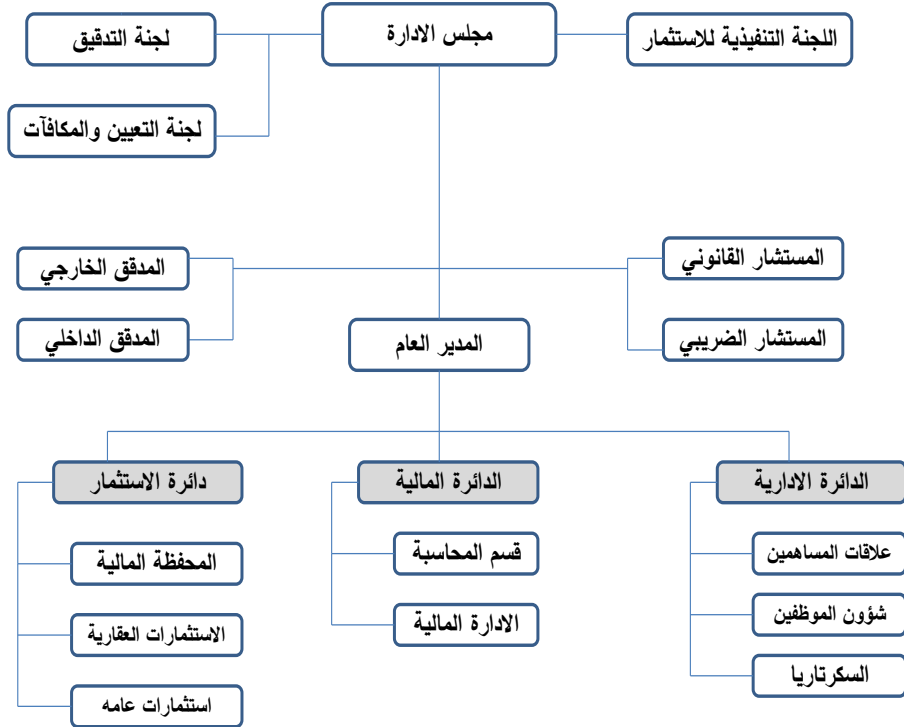 اللجنة التنفيذية للاستثمار
مجلس الادارة
لجنة التدقيق
لجنة التعيين والمكافآت
المستشار القانوني
المدقق الخارجي
المستشار الضريبي
المدير العام
المدقق الداخلي
الدائرة الادارية
الدائرة المالية
دائرة الاستثمار
علاقات المساهمين
قسم المحاسبة
المحفظة المالية
شؤون الموظفين
الادارة المالية
الاستثمارات العقارية
السكرتاريا
استثمارات عامه